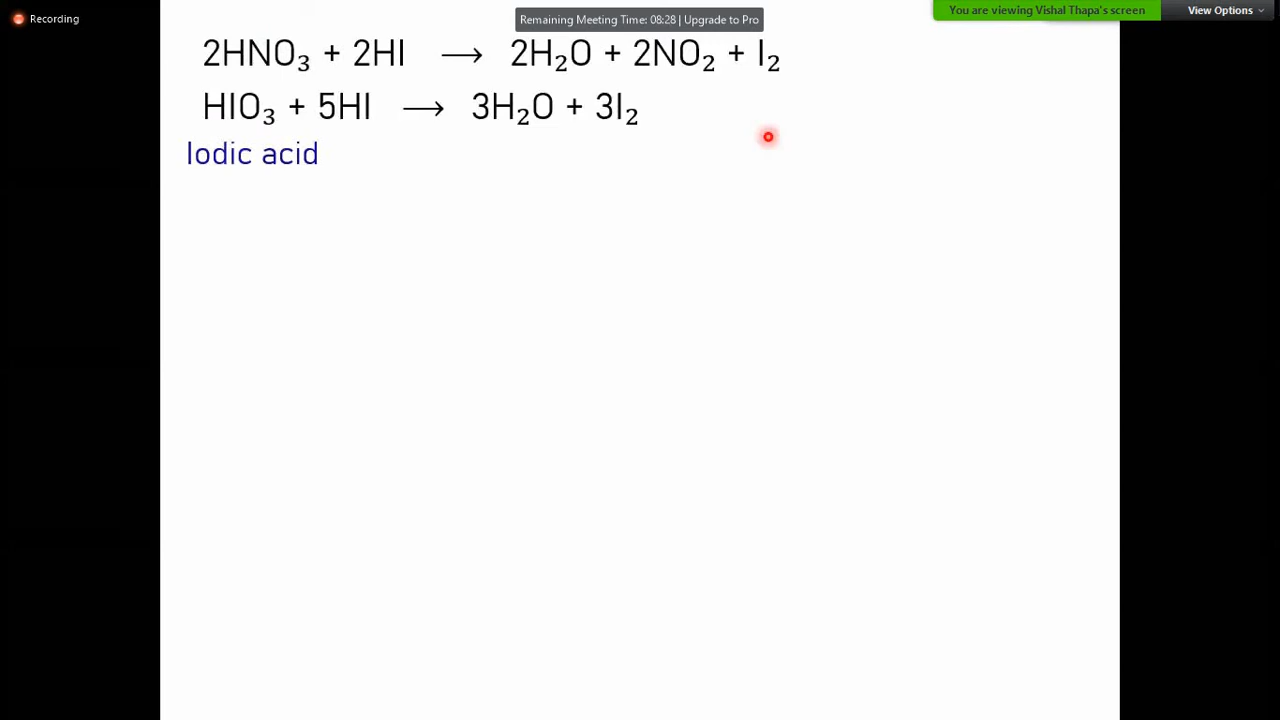 Recording
Remaining Meeting Time: 08:28 | Upgrade to Pro
You are viewing Vishal Thapa's screen
View Options
2HNO₃ + 2HI ⟶ 2H₂O + 2NO₂ + I₂
HIO₃ + 5HI ⟶ 3H₂O + 3I₂
Iodic acid